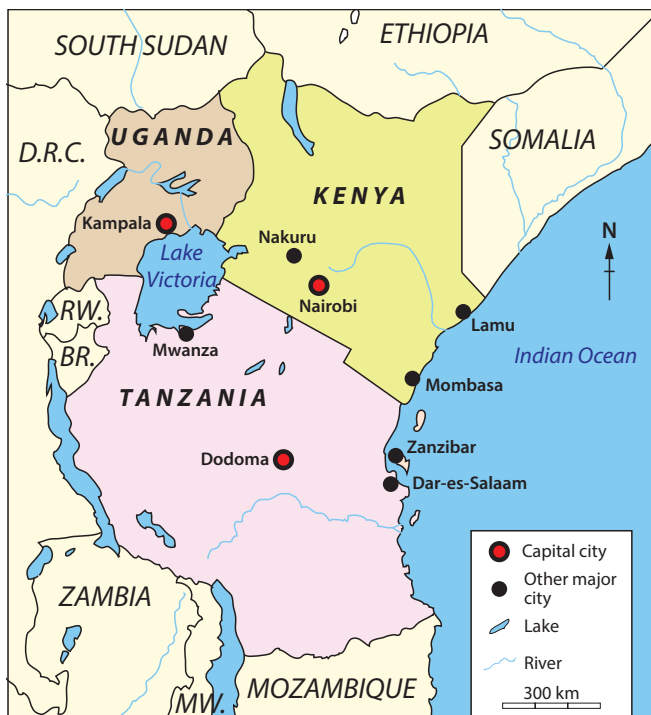 SOUTH SUDAN
ETHIOPIA
UGANDA
D.R.C.
SOMALIA
KENYA
Kampala
Nakuru
N
Lake
Victoria
Nairobi
RW.
Lamu
Mwanza
BR.
Indian Ocean
Mombasa
TANZANIA
Zanzibar
Dodoma
Dar-es-Salaam
Capital city
Other major
city
Lake
River
300 km
ZAMBIA
MW.
MOZAMBIQUE